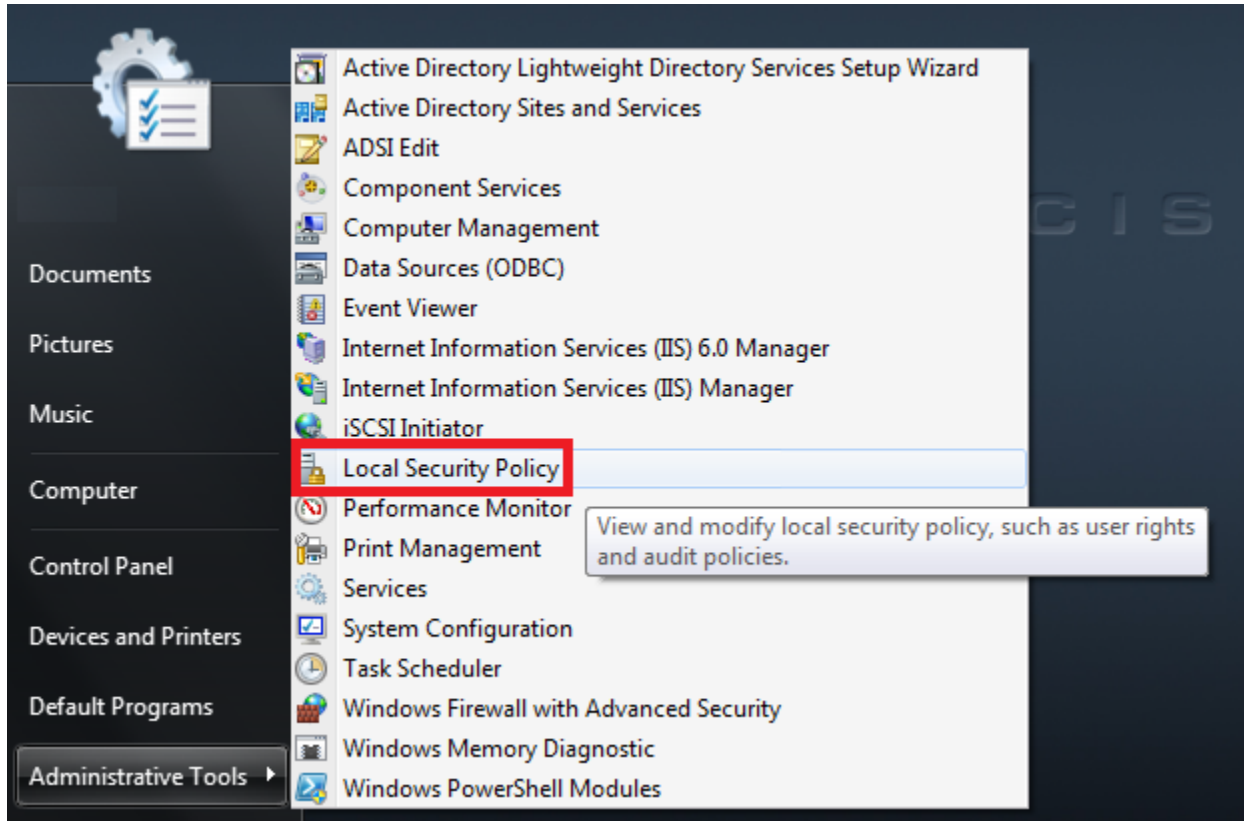 Active Directory Lightweight Directory Services Setup Wizard
Active Directory Sites and Services
ADSI Edit
Component Services
Computer Management
Data Sources (ODBC)
Event Viewer
Internet Information Services (IIS) 6.0 Manager
Internet Information Services (IIS) Manager
iSCSI Initiator
Local Security Policy
Performance Monitor
Print Management
Services
System Configuration
Task Scheduler
Windows Firewall with Advanced Security
Windows Memory Diagnostic
Windows PowerShell Modules
View and modify local security policy, such as user rights
and audit policies.
Documents
Pictures
Music
Computer
Control Panel
Devices and Printers
Default Programs
Administrative Tools
CIS